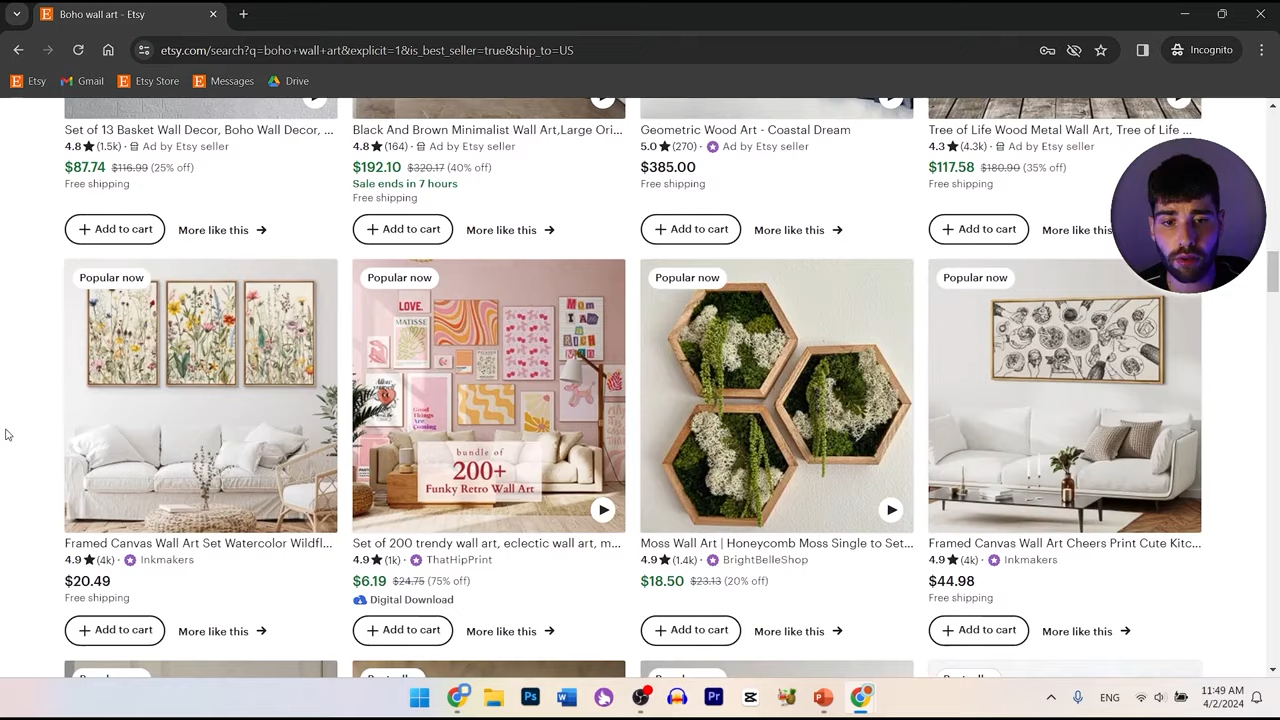 Boho wall art - Etsy
etsy.com/search?q=boho+wall+art&explicit=1&is_best_seller=true&ship_to=US
Incognito
Etsy
Gmail
Etsy Store
Messages
Drive
Set of 13 Basket Wall Decor, Boho Wall Decor, ...
4.8 (1.5k) · Ad by Etsy seller
$87.74 $116.99 (25% off)
Free shipping
+ Add to cart
More like this
Black And Brown Minimalist Wall Art,Large Ori...
4.8 (164) · Ad by Etsy seller
$192.10 $320.17 (40% off)
Sale ends in 7 hours
Free shipping
+ Add to cart
More like this
Geometric Wood Art - Coastal Dream
5.0 (270) · Ad by Etsy seller
$385.00
Free shipping
+ Add to cart
More like this
Tree of Life Wood Metal Wall Art, Tree of Life ...
4.3 (4.3k) · Ad by Etsy seller
$117.58 $180.90 (35% off)
Free shipping
+ Add to cart
More like this
Popular now
Framed Canvas Wall Art Set Watercolor Wildfl...
4.9 (4k) · Inkmakers
$20.49
Free shipping
+ Add to cart
More like this
Popular now
LOVE.
MATISSE
Mom
I A
RICH
Good
Things
Are
Coming
bundle of
200+
Funky Retro Wall Art
Set of 200 trendy wall art, eclectic wall art, m...
4.9 (1k) · ThatHipPrint
$6.19 $24.75 (75% off)
Digital Download
+ Add to cart
More like this
Popular now
Moss Wall Art | Honeycomb Moss Single to Set...
4.9 (1.4k) · BrightBelleShop
$18.50 $23.13 (20% off)
+ Add to cart
More like this
Popular now
Framed Canvas Wall Art Cheers Print Cute Kitc...
4.9 (4k) · Inkmakers
$44.98
Free shipping
+ Add to cart
More like this
ENG
11:49 AM
4/2/2024